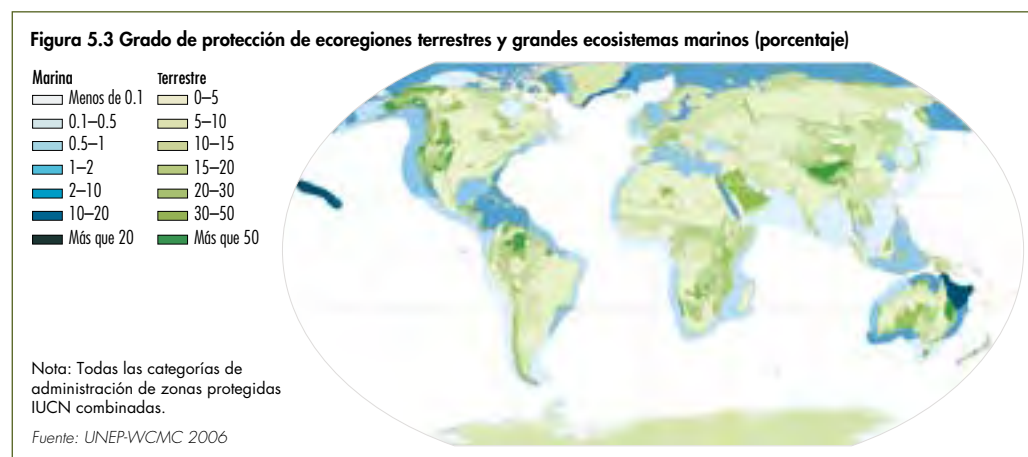 Figura 5.3 Grado de protección de ecoregiones terrestres y grandes ecosistemas marinos (porcentaje)
Marina Terrestre
Menos de 0.1 0–5
0.1–0.5 5–10
0.5–1 10–15
1–2 15–20
2–10 20–30
10–20 30–50
Más que 20 Más que 50
Nota: Todas las categorías de
administración de zonas protegidas
IUCN combinadas.
Fuente: UNEP-WCMC 2006